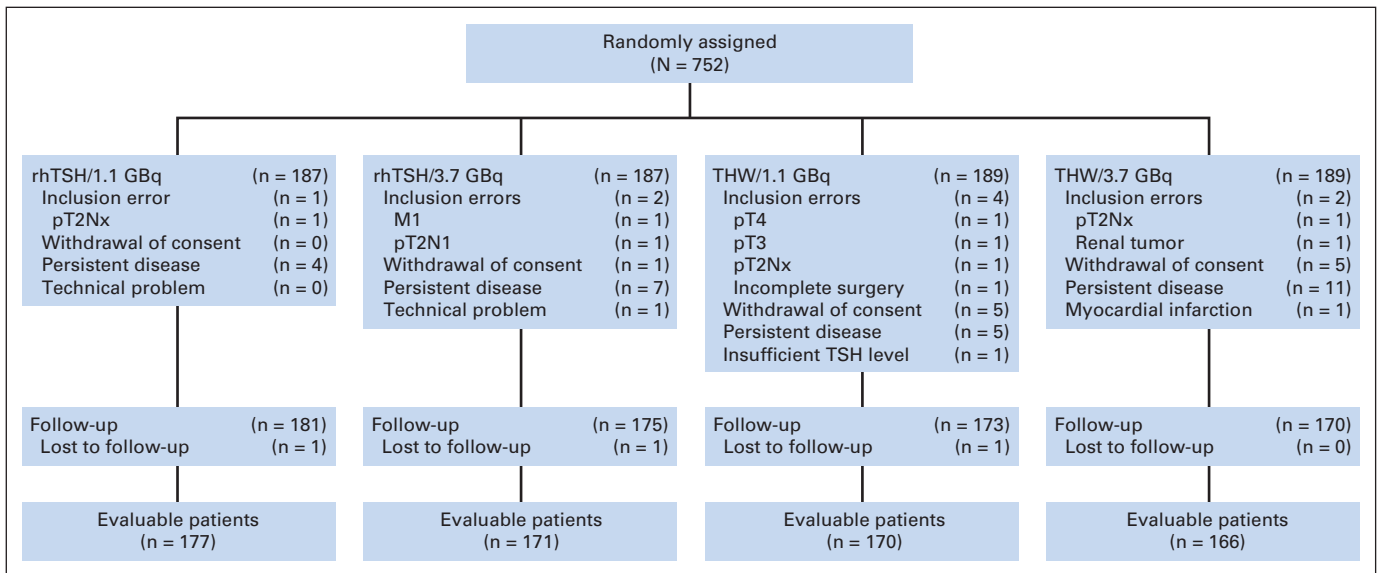 Randomly assigned
(N = 752)
rhTSH/1.1 GBq (n = 187)
Inclusion error (n = 1)
pT2Nx (n = 1)
Withdrawal of consent (n = 0)
Persistent disease (n = 4)
Technical problem (n = 0)
rhTSH/3.7 GBq (n = 187)
Inclusion errors (n = 2)
M1 (n = 1)
pT2N1 (n = 1)
Withdrawal of consent (n = 1)
Persistent disease (n = 7)
Technical problem (n = 1)
THW/1.1 GBq (n = 189)
Inclusion errors (n = 4)
pT4 (n = 1)
pT3 (n = 1)
pT2Nx (n = 1)
Incomplete surgery (n = 1)
Withdrawal of consent (n = 5)
Persistent disease (n = 5)
Insufficient TSH level (n = 1)
THW/3.7 GBq (n = 189)
Inclusion errors (n = 2)
pT2Nx (n = 1)
Renal tumor (n = 1)
Withdrawal of consent (n = 5)
Persistent disease (n = 11)
Myocardial infarction (n = 1)
Follow-up (n = 181)
Lost to follow-up (n = 1)
Follow-up (n = 175)
Lost to follow-up (n = 1)
Follow-up (n = 173)
Lost to follow-up (n = 1)
Follow-up (n = 170)
Lost to follow-up (n = 0)
Evaluable patients
(n = 177)
Evaluable patients
(n = 171)
Evaluable patients
(n = 170)
Evaluable patients
(n = 166)